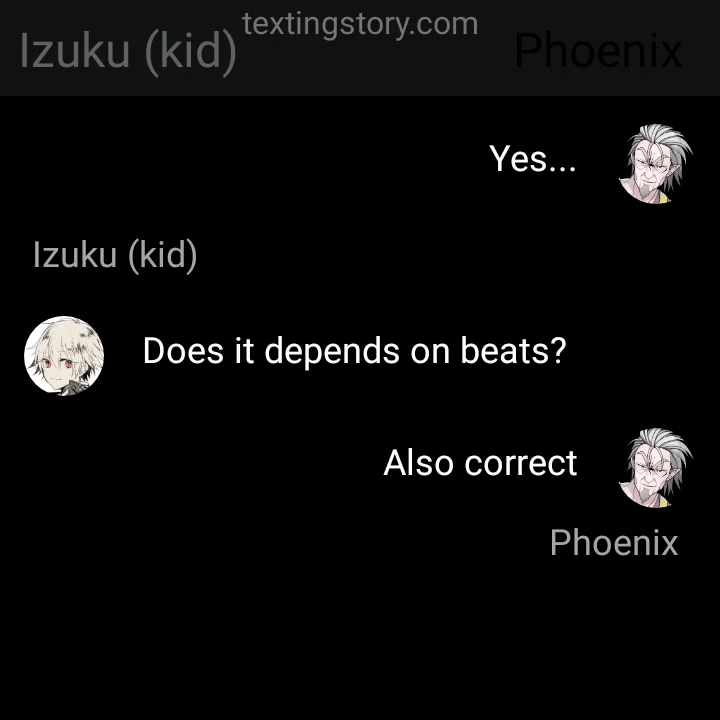 textingstory.com
Izuku (kid)
Phoenix
Yes...
Izuku (kid)
Does it depends on beats?
Also correct
Phoenix